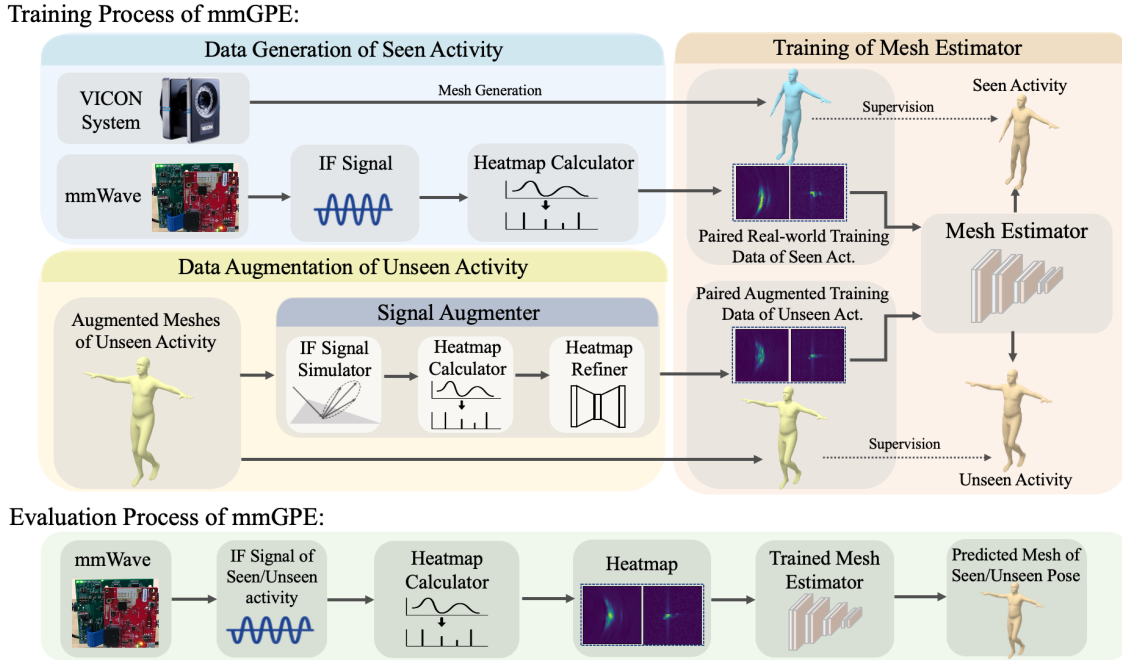 Training Process of mmGPE:
Data Generation of Seen Activity
VICON
System
VICON
Mesh Generation
mmWave
IF Signal
Heatmap Calculator
Training of Mesh Estimator
Supervision
Seen Activity
Paired Real-world Training
Data of Seen Act.
Mesh Estimator
Data Augmentation of Unseen Activity
Augmented Meshes
of Unseen Activity
Signal Augmenter
IF Signal
Simulator
Heatmap
Calculator
Heatmap
Refiner
Paired Augmented Training
Data of Unseen Act.
Supervision
Unseen Activity
Evaluation Process of mmGPE:
mmWave
IF Signal of
Seen/Unseen
activity
Heatmap
Calculator
Heatmap
Trained Mesh
Estimator
Predicted Mesh of
Seen/Unseen Pose